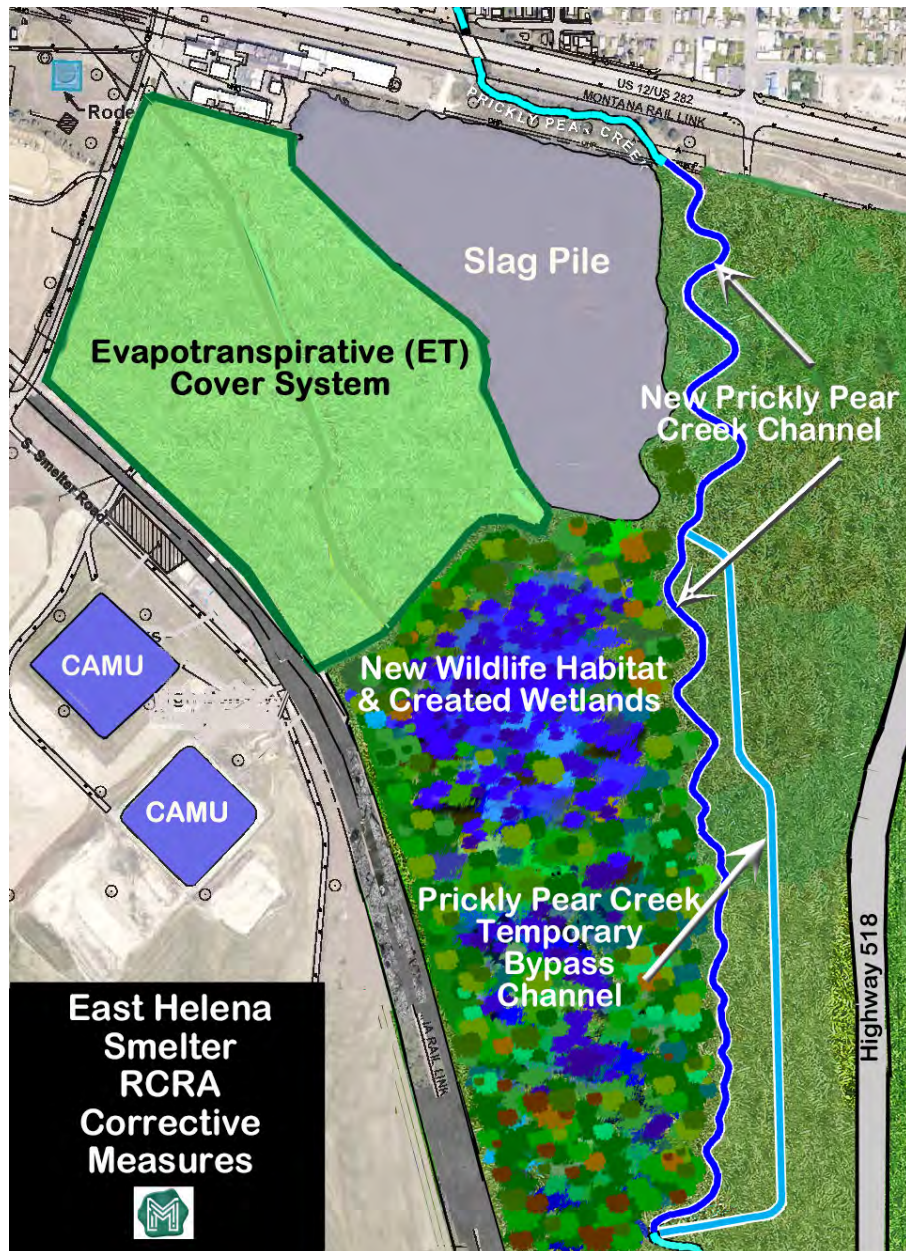 US 12/US 282
MONTANA RAIL LINK
PRICKLY PEAR CREEK
Rode
Slag Pile
Evapotranspirative (ET)
Cover System
New Prickly Pear
Creek Channel
S. Smelter Road
CAMU
New Wildlife Habitat
& Created Wetlands
CAMU
Prickly Pear Creek
Temporary
Bypass
Channel
Highway 518
RAIL LINK
East Helena
Smelter
RCRA
Corrective
Measures
M